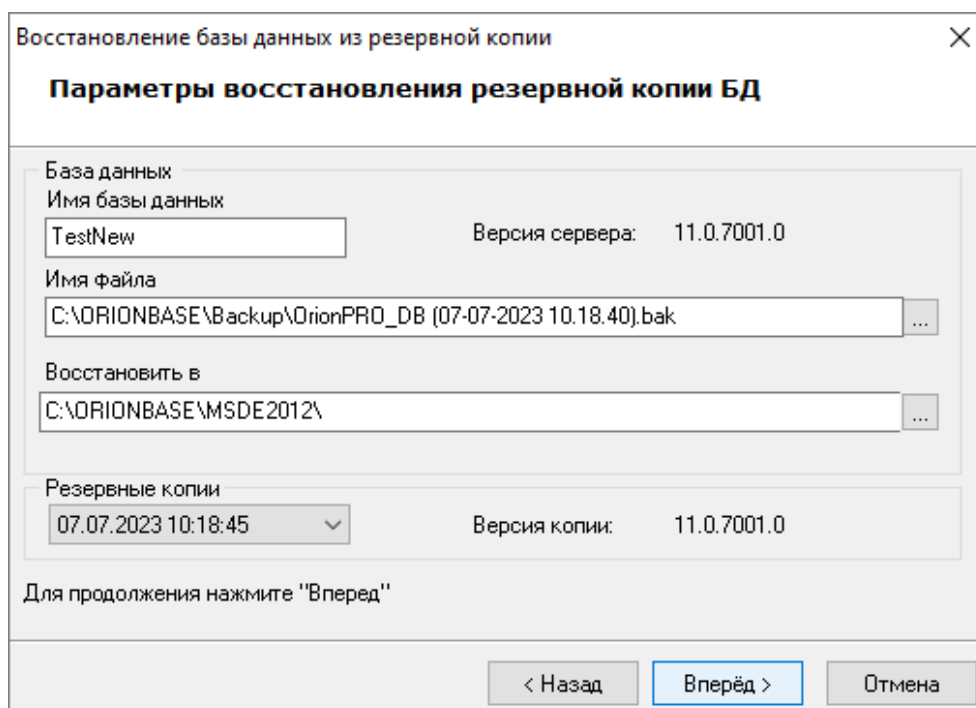 Восстановление базы данных из резервной копии
Параметры восстановления резервной копии БД
База данных
Имя базы данных
TestNew
Версия сервера: 11.0.7001.0
Имя файла
C:\ORIONBASE\Backup\OrionPRO_DB (07-07-2023 10.18.40).bak
...
Восстановить в
C:\ORIONBASE\MSDE2012\
...
Резервные копии
07.07.2023 10:18:45
Версия копии: 11.0.7001.0
Для продолжения нажмите "Вперед"
< Назад Вперёд > Отмена